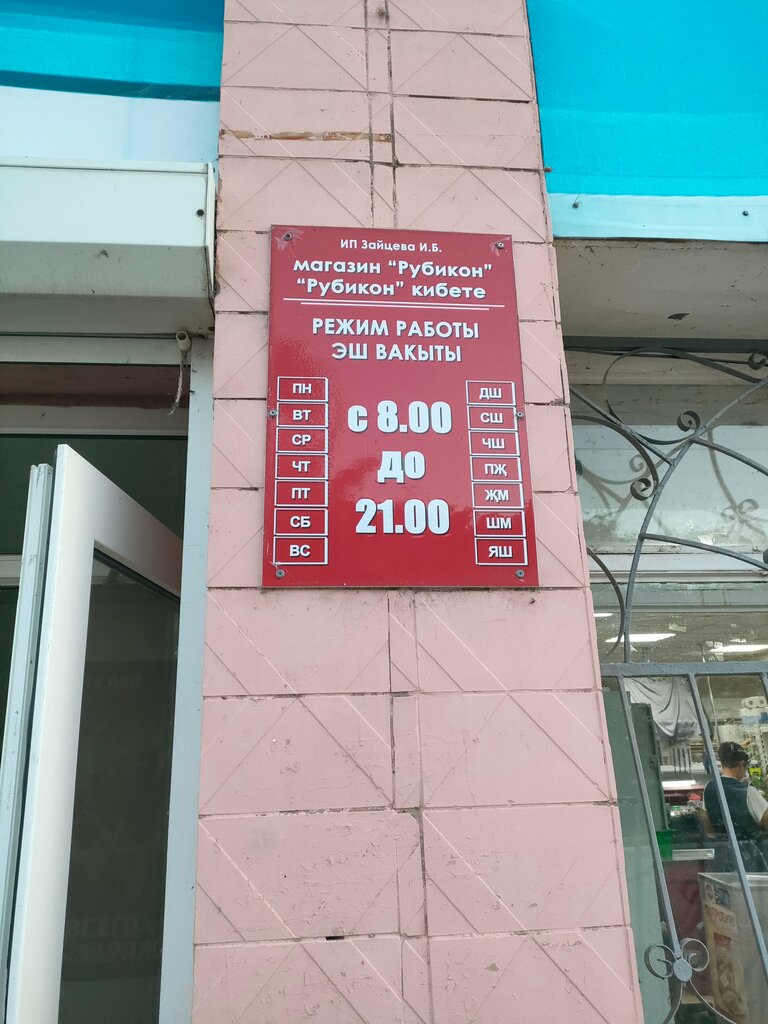 ИП Зайцева И.Б.
магазин "Рубикон"
"Рубикон" кибете
РЕЖИМ РАБОТЫ
ЭШ ВАКЫТЫ
ПН
ВТ
СР
ЧТ
ПТ
СБ
ВС
с 8.00
до
21.00
ДШ
СШ
ЧШ
ПҖ
ҖМ
ШМ
ЯШ